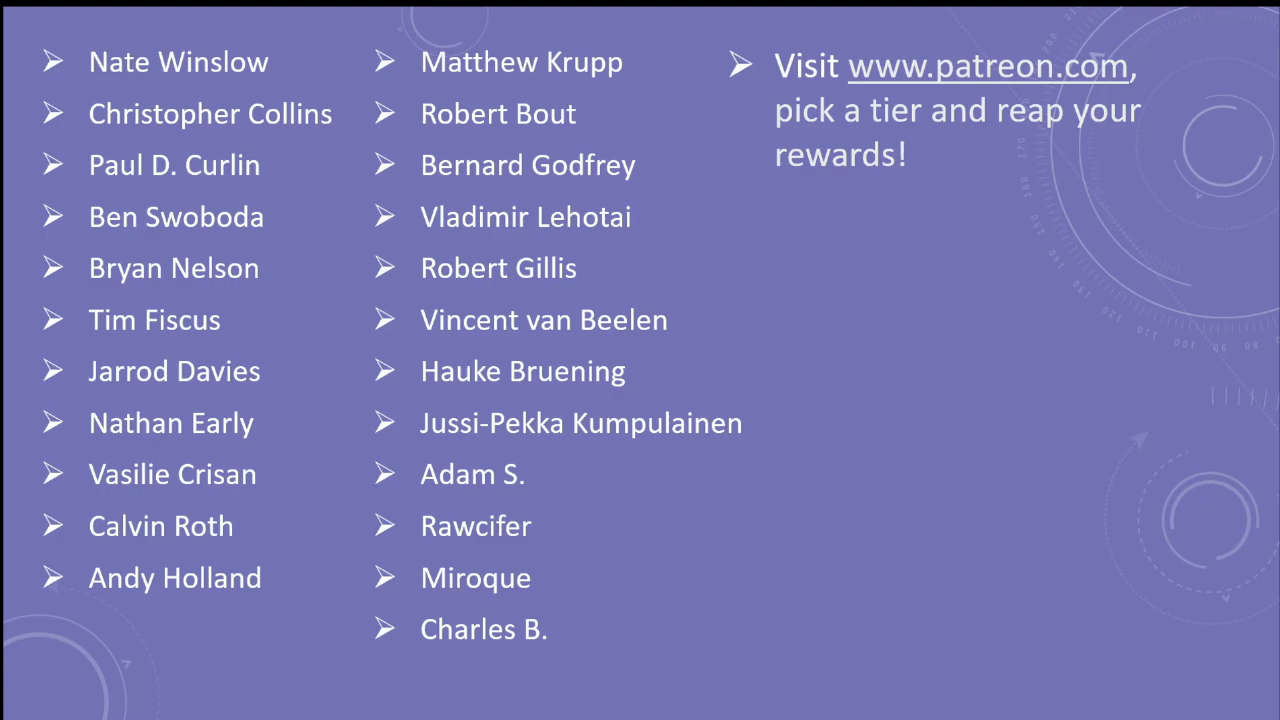 Nate Winslow
Christopher Collins
Paul D. Curlin
Ben Swoboda
Bryan Nelson
Tim Fiscus
Jarrod Davies
Nathan Early
Vasilie Crisan
Calvin Roth
Andy Holland
Matthew Krupp
Robert Bout
Bernard Godfrey
Vladimir Lehotai
Robert Gillis
Vincent van Beelen
Hauke Bruening
Jussi-Pekka Kumpulainen
Adam S.
Rawcifer
Miroque
Charles B.
Visit www.patreon.com,
pick a tier and reap your
rewards!